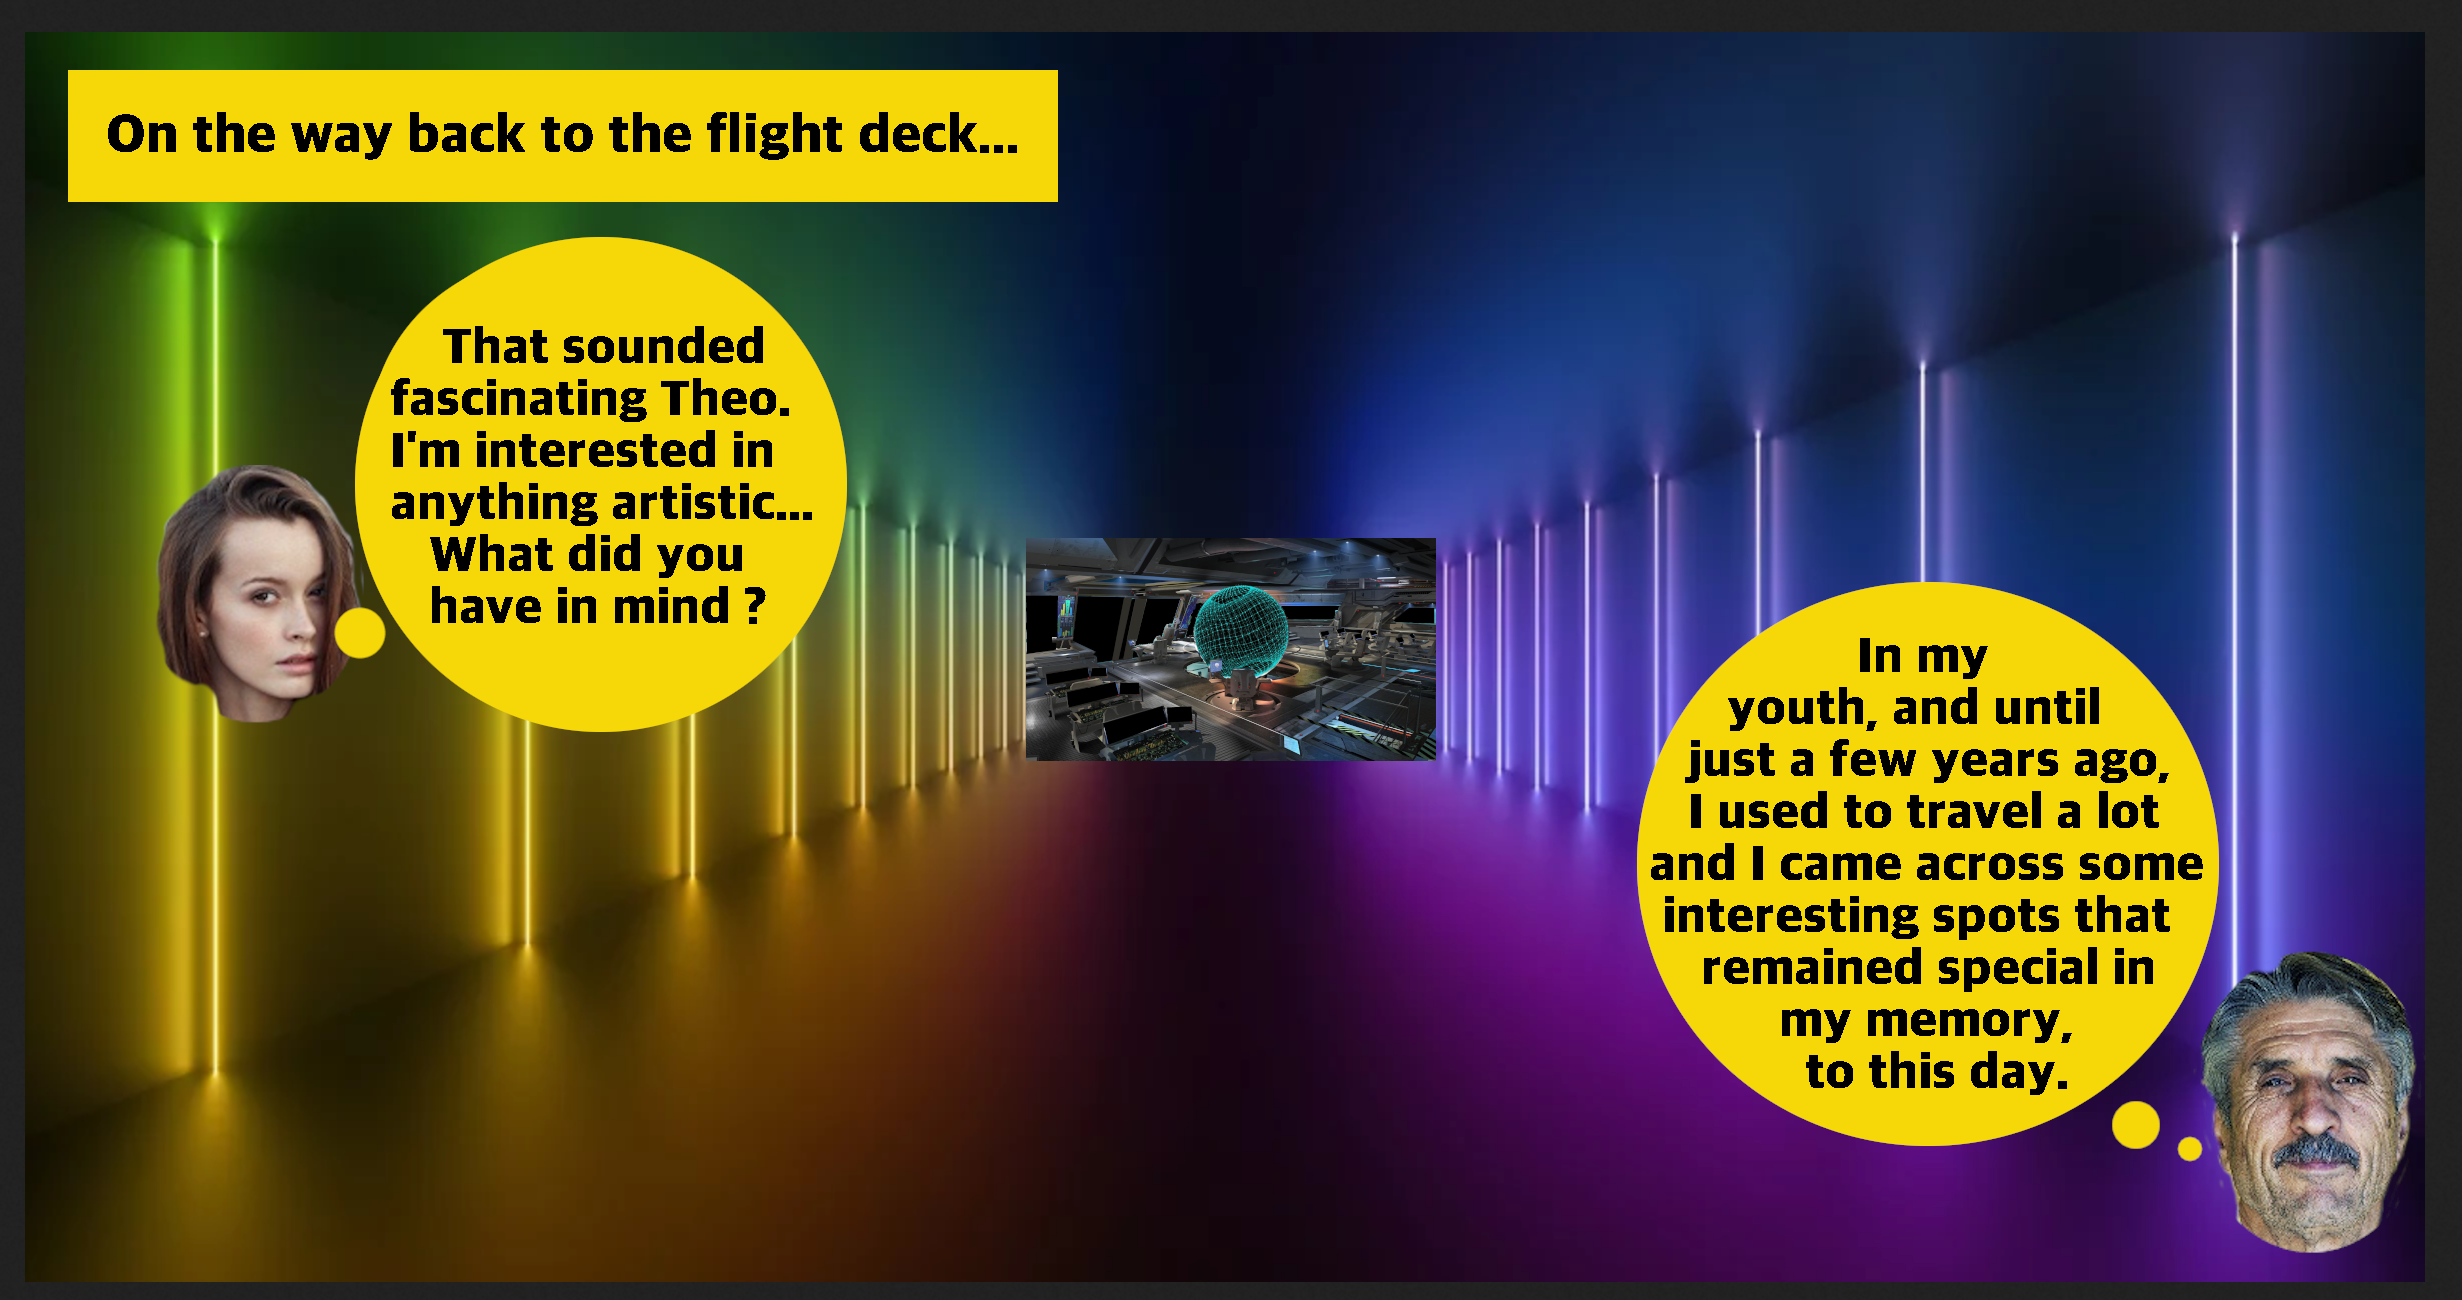 On the way back to the flight deck...
That sounded
fascinating Theo.
I'm interested in
anything artistic...
What did you
have in mind ?
In my
youth, and until
just a few years ago,
I used to travel a lot
and I came across some
interesting spots that
remained special in
my memory,
to this day.